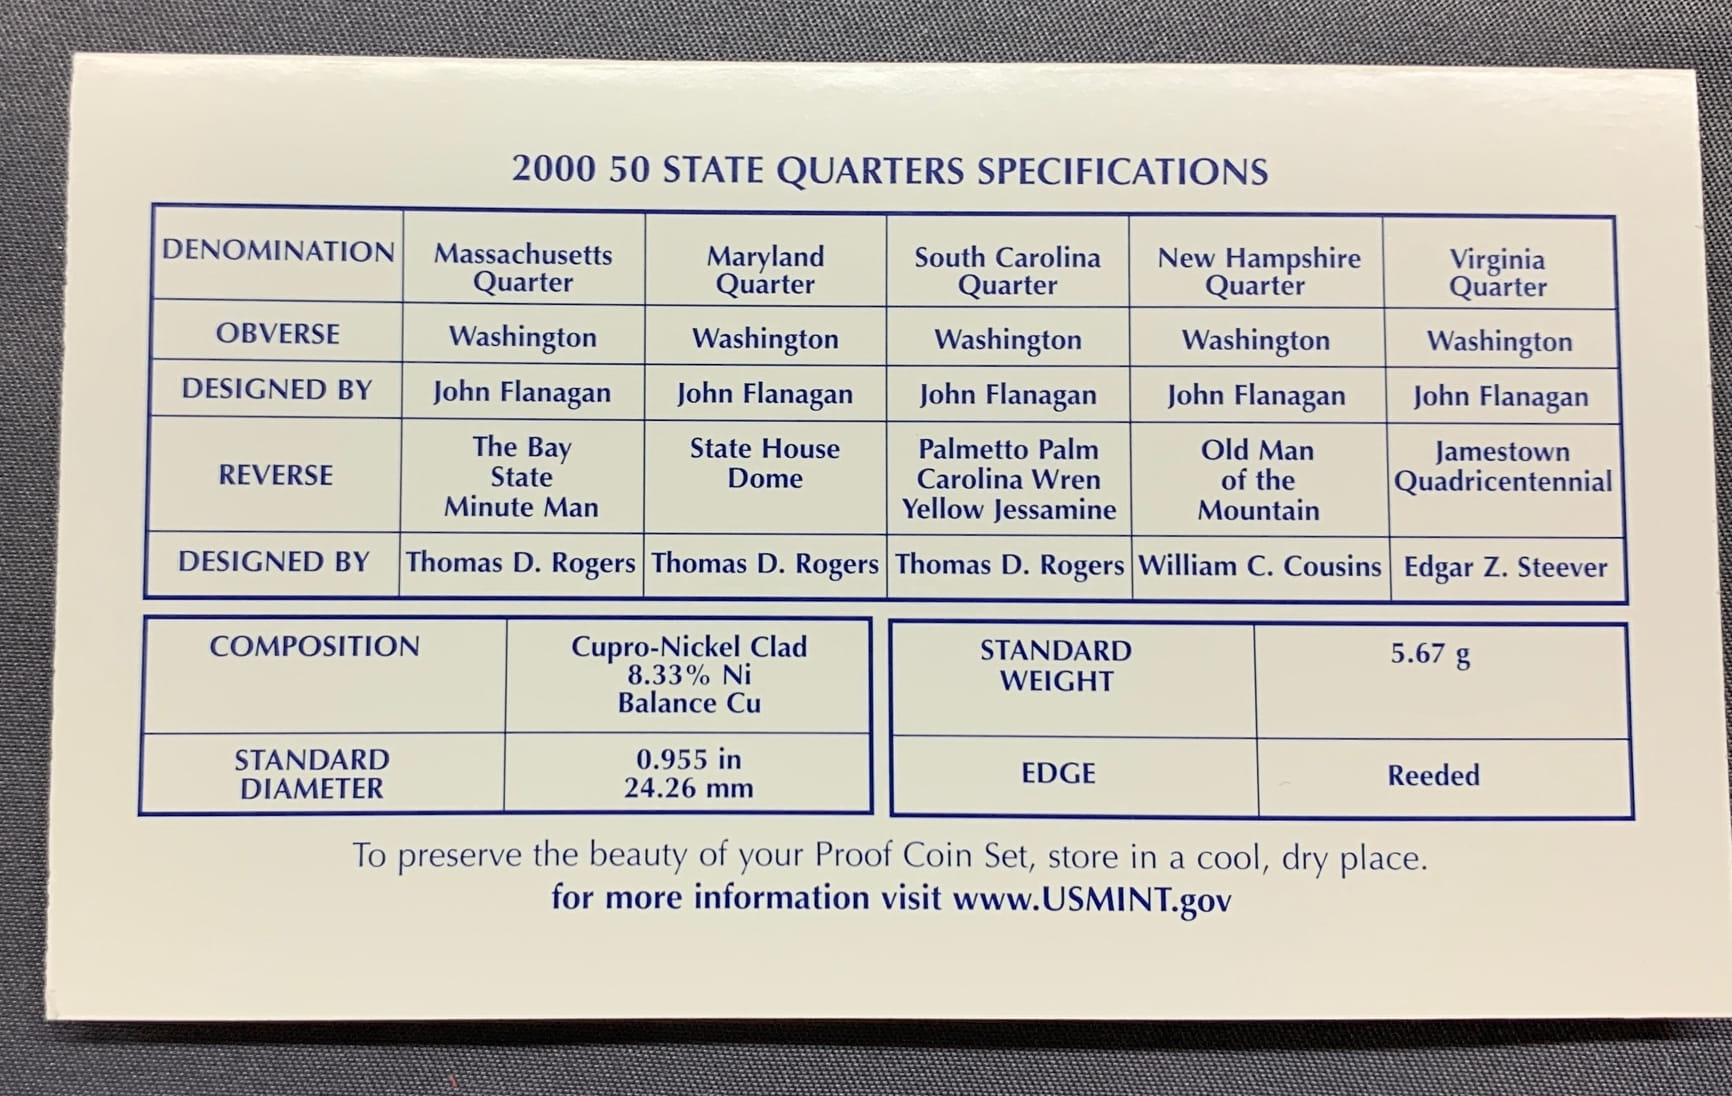 2000 50 STATE QUARTERS SPECIFICATIONS
DENOMINATION
Massachusetts
Quarter
Maryland
Quarter
South Carolina
Quarter
New Hampshire
Quarter
Virginia
Quarter
OBVERSE
Washington
Washington
Washington
Washington
Washington
DESIGNED BY
John Flanagan
John Flanagan
John Flanagan
John Flanagan
John Flanagan
REVERSE
The Bay
State
Minute Man
State House
Dome
Palmetto Palm
Carolina Wren
Yellow Jessamine
Old Man
of the
Mountain
Jamestown
Quadricentennial
DESIGNED BY
Thomas D. Rogers
Thomas D. Rogers
Thomas D. Rogers
William C. Cousins
Edgar Z. Steever
COMPOSITION
Cupro-Nickel Clad
8.33% Ni
Balance Cu
STANDARD
DIAMETER
0.955 in
24.26 mm
STANDARD
WEIGHT
5.67 g
EDGE
Reeded
To preserve the beauty of your Proof Coin Set, store in a cool, dry place.
for more information visit www.USMINT.gov